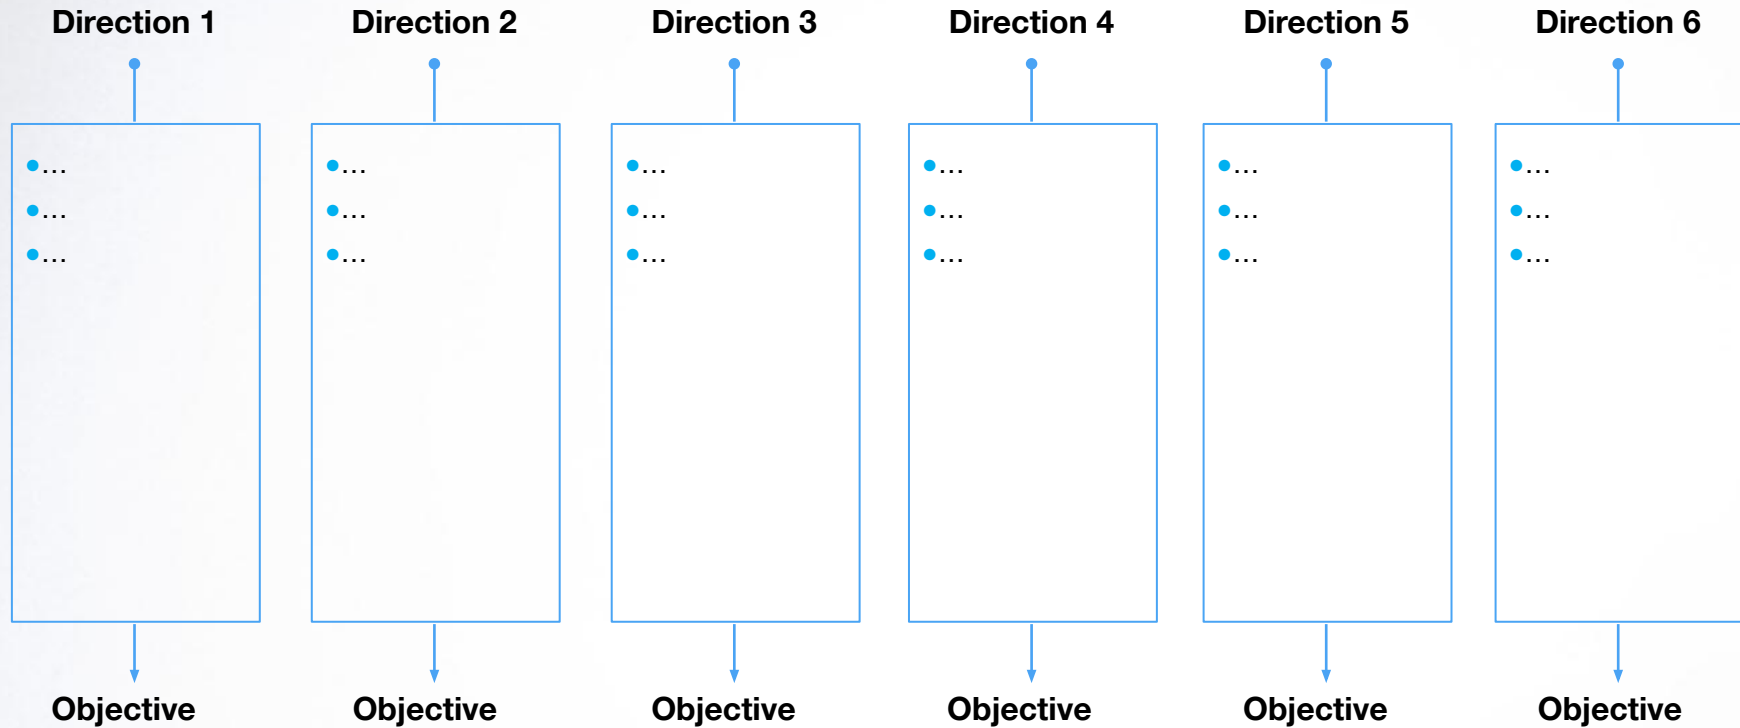 Direction 1 Direction 2 Direction 3 Direction 4 Direction 5 Direction 6
•... •... •... •... •... •...
•... •... •... •... •... •...
•... •... •... •... •... •...
Objective Objective Objective Objective Objective Objective